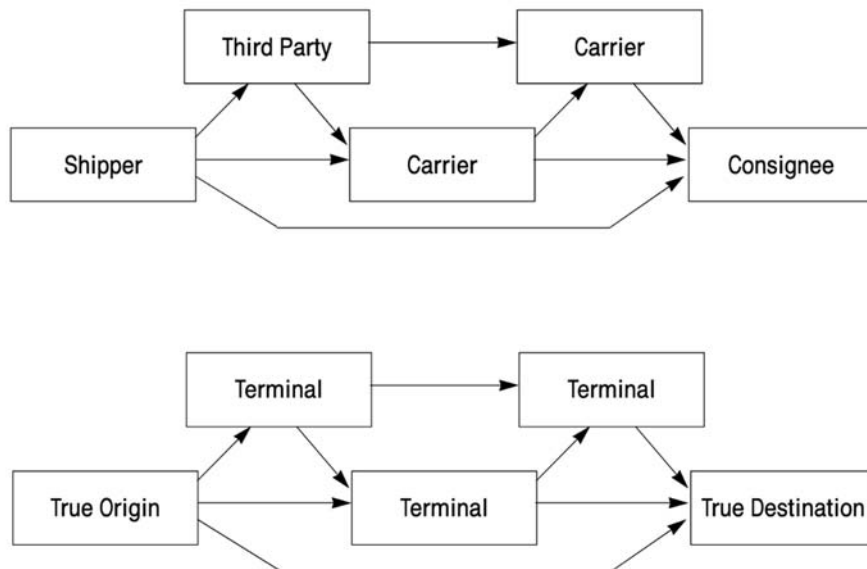 Third Party
Carrier
Shipper
Carrier
Consignee
Terminal
Terminal
True Origin
Terminal
True Destination